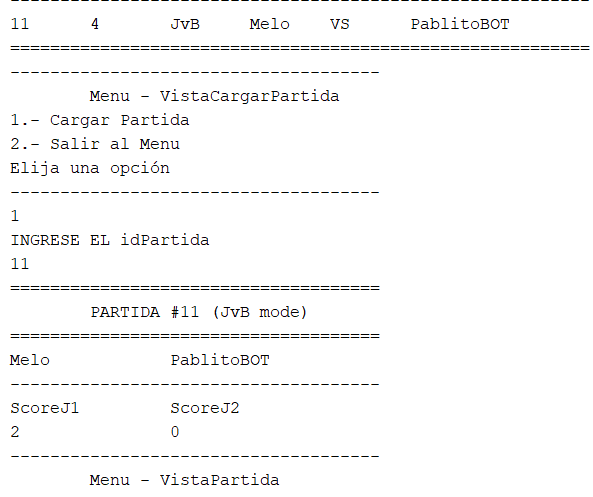 -----------------------------------------------------------
11      4       JvB     Melo    VS      PablitoBOT
==========================================================
-------------------------------------
        Menu - VistaCargarPartida
1.- Cargar Partida
2.- Salir al Menu
Elija una opción
-------------------------------------
1
INGRESE EL idPartida
11
=====================================
        PARTIDA #11 (JvB mode)
=====================================
Melo            PablitoBOT
-------------------------------------
ScoreJ1         ScoreJ2
2               0
-------------------------------------
        Menu - VistaPartida